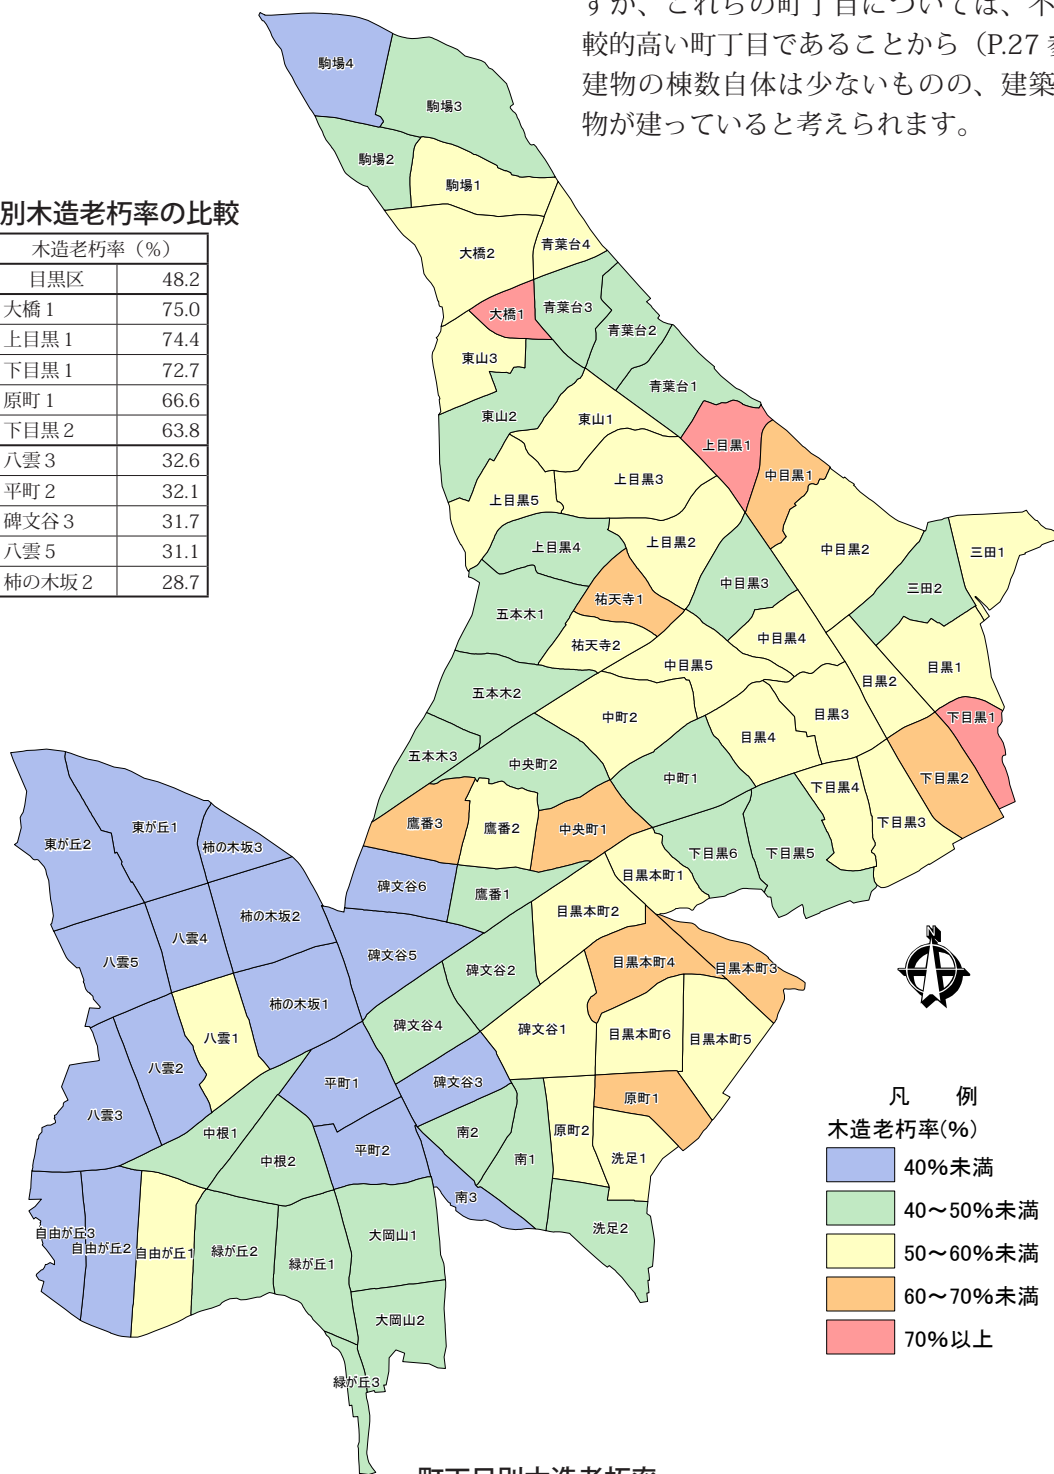 すが、これらの町丁目については、不
較的高い町丁目であることから（P.27
建物の棟数自体は少ないものの、建築
物が建っていると考えられます。
別木造老朽率の比較
木造老朽率（%）
目黒区 48.2
大橋1 75.0
上目黒1 74.4
下目黒1 72.7
原町1 66.6
下目黒2 63.8
八雲3 32.6
平町2 32.1
碑文谷3 31.7
八雲5 31.1
柿の木坂2 28.7
駒場4
駒場3
駒場2
駒場1
大橋2
青葉台4
大橋1
青葉台3
青葉台2
東山3
青葉台1
東山2
東山1
上目黒1
中目黒1
上目黒3
上目黒5
上目黒4
上目黒2
中目黒2
三田1
中目黒3
三田2
祐天寺1
五本木1
祐天寺2
中目黒4
中目黒5
目黒1
目黒2
五本木2
中町2
目黒3
下目黒1
目黒4
五本木3
中央町2
中町1
下目黒2
下目黒4
鷹番3
鷹番2
中央町1
下目黒3
下目黒6
下目黒5
東が丘1
東が丘2
柿の木坂3
碑文谷6
鷹番1
目黒本町1
目黒本町2
柿の木坂2
八雲4
八雲5
碑文谷5
碑文谷2
目黒本町4
目黒本町3
柿の木坂1
碑文谷4
碑文谷1
目黒本町6
目黒本町5
八雲1
八雲2
平町1
碑文谷3
原町1
八雲3
中根1
南2
原町2
平町2
中根2
南1
洗足1
南3
洗足2
自由が丘3
自由が丘2
自由が丘1
緑が丘2
緑が丘1
大岡山1
大岡山2
緑が丘3
N
凡　例
木造老朽率(%)
40%未満
40～50%未満
50～60%未満
60～70%未満
70%以上
町丁目別木造老朽率